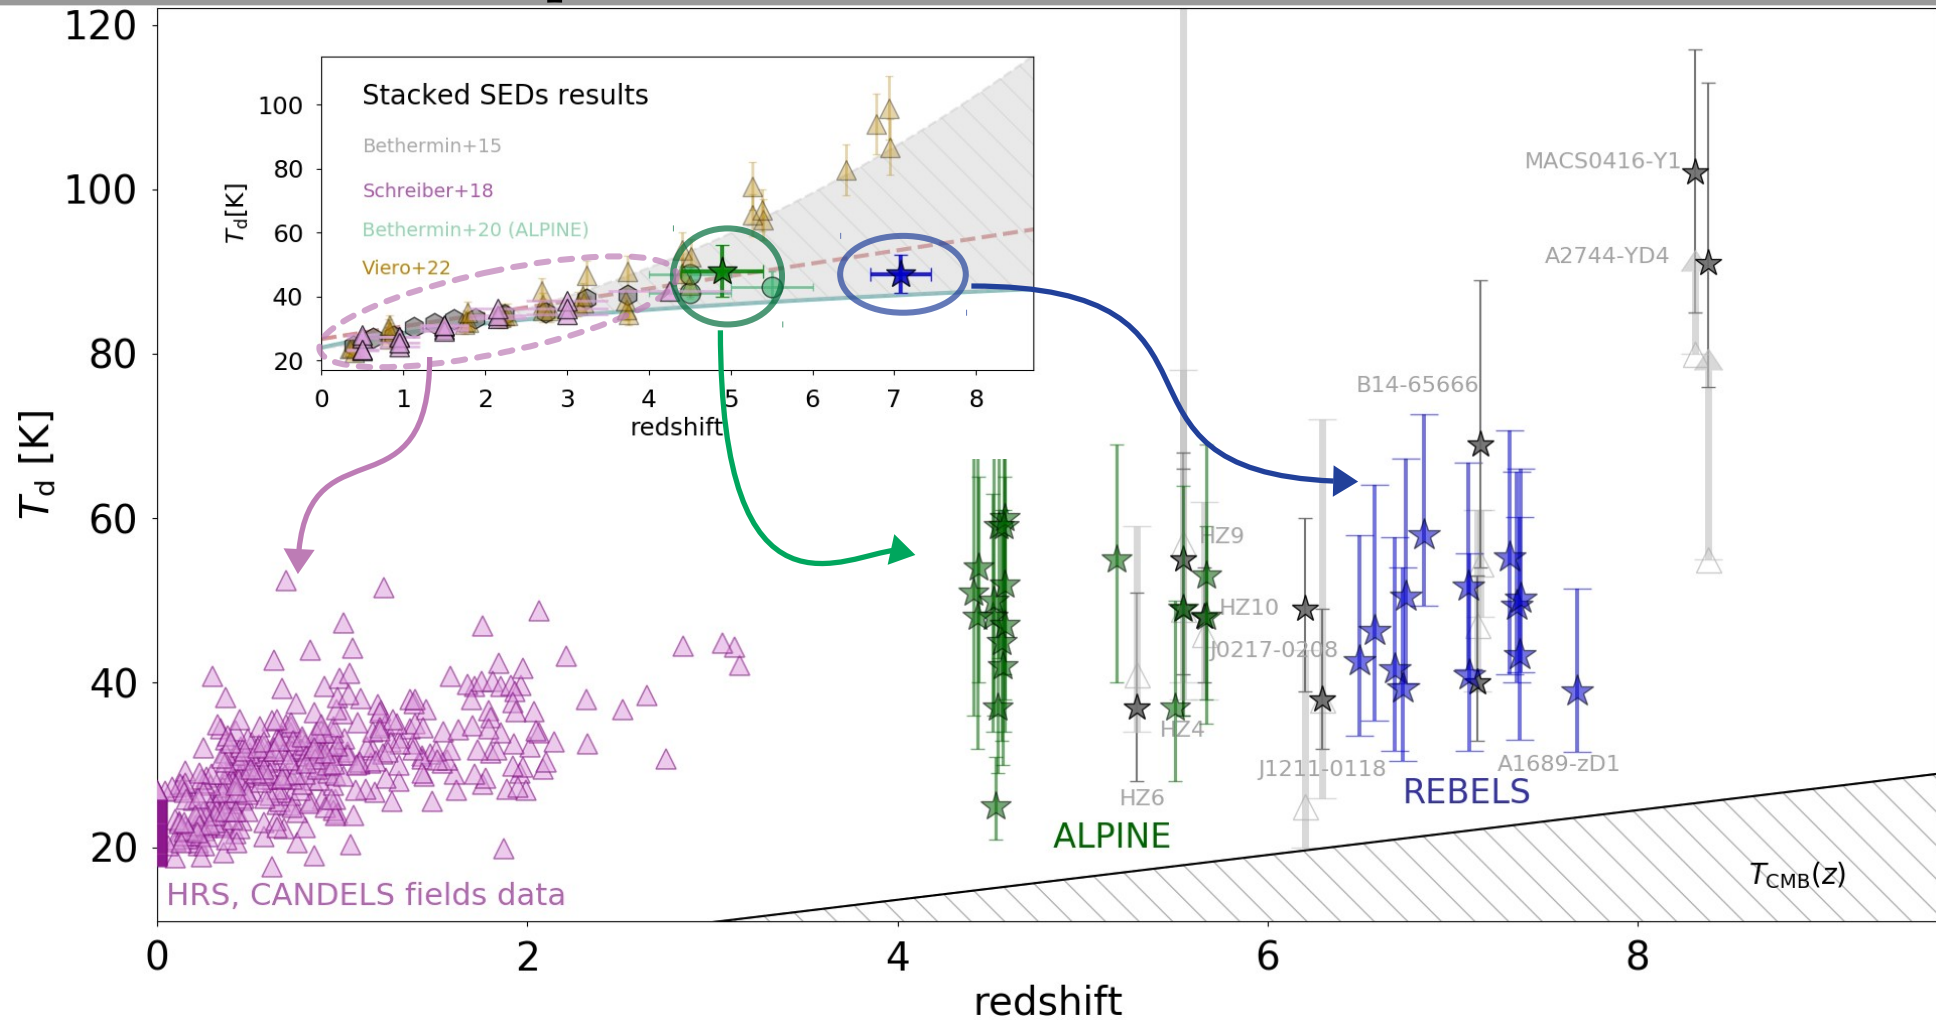 120
100
80
60
40
20
T_d [K]
Stacked SEDs results
Bethermin+15
Schreiber+18
Bethermin+20 (ALPINE)
Viero+22
100
80
60
40
20
T_d[K]
0 1 2 3 4 5 6 7 8
redshift
MACS0416-Y1
A2744-YD4
B14-65666
HZ9
HZ10
J0217-0208
HZ4
J1211-0118
A1689-zD1
HZ6
REBELS
ALPINE
HRS, CANDELS fields data
T_CMB(z)
0 2 4 6 8
redshift